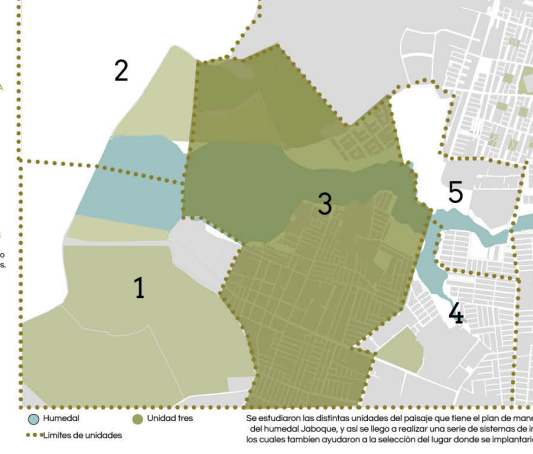 2
5
3
1
4
s.
Humedal
Unidad tres
Limites de unidades
Se estudiaron las distintas unidades del paisaje que tiene el plan de
del humedal Jaboque, y así se llego a realizar una serie de sistemas de
los cuales tambien ayudaron a la selección del lugar donde se